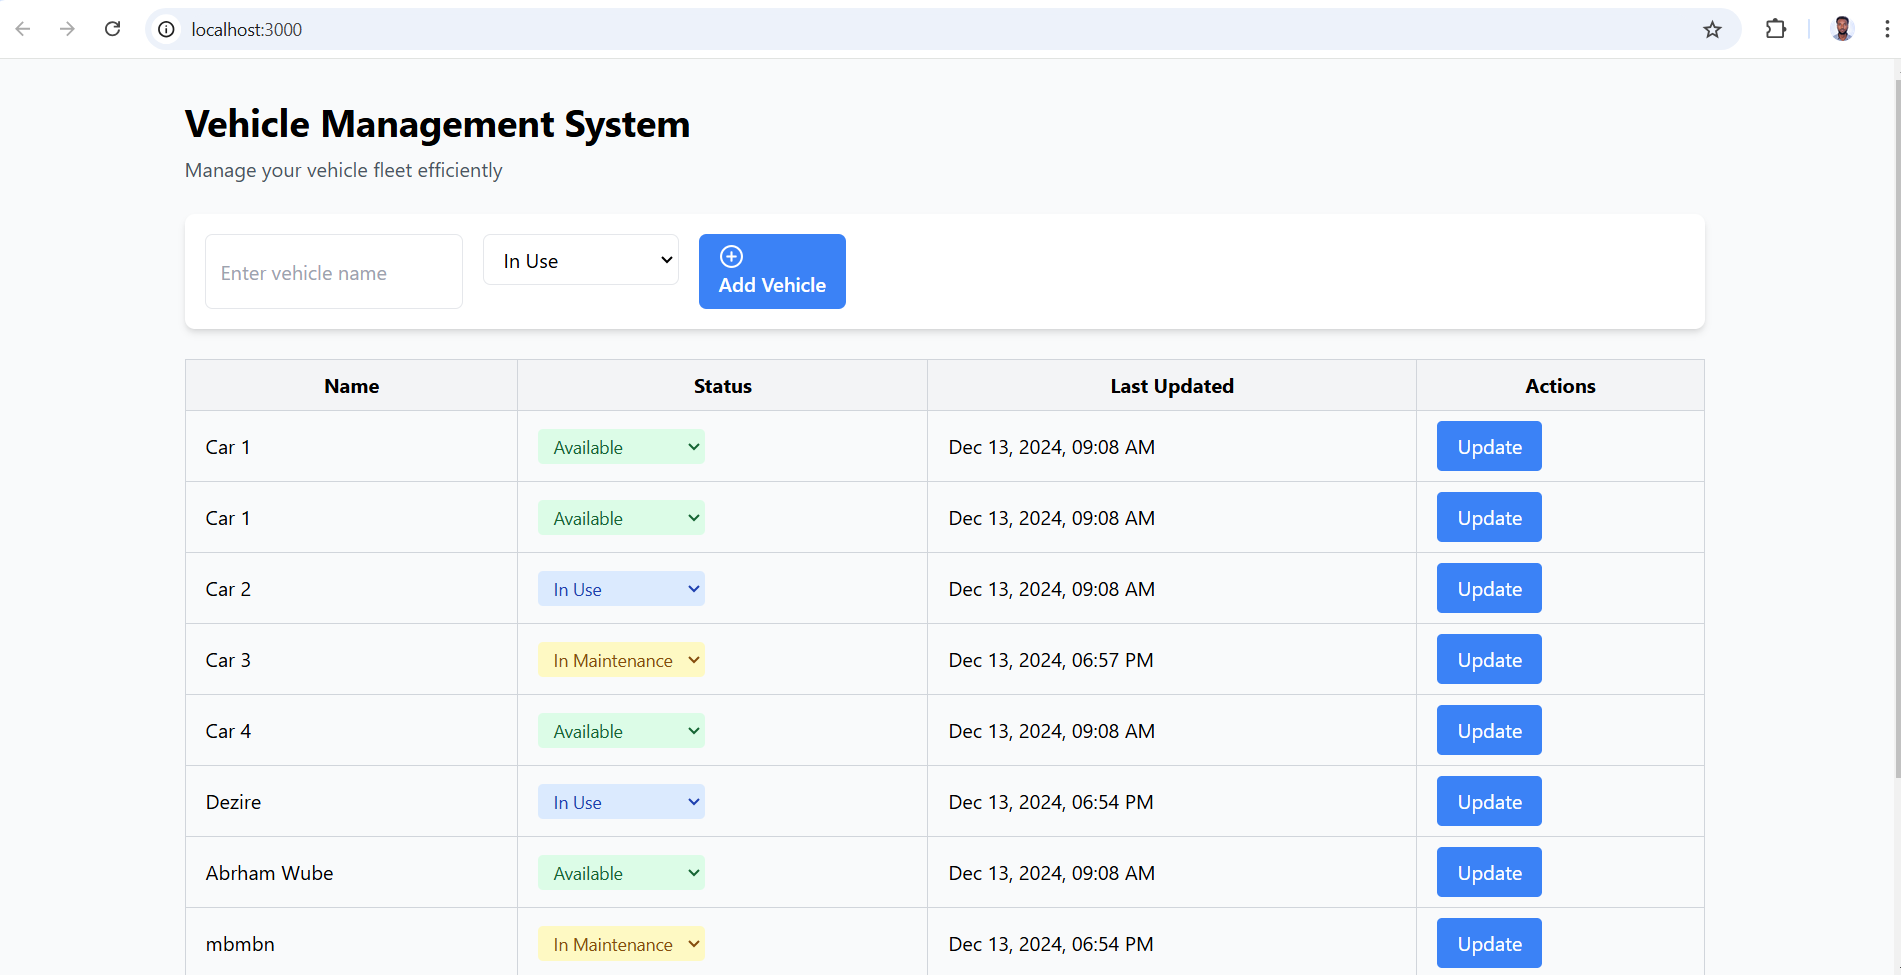 localhost:3000
Vehicle Management System
Manage your vehicle fleet efficiently
Enter vehicle name
In Use
Add Vehicle
Name Status Last Updated Actions
Car 1 Available Dec 13, 2024, 09:08 AM Update
Car 1 Available Dec 13, 2024, 09:08 AM Update
Car 2 In Use Dec 13, 2024, 09:08 AM Update
Car 3 In Maintenance Dec 13, 2024, 06:57 PM Update
Car 4 Available Dec 13, 2024, 09:08 AM Update
Dezire In Use Dec 13, 2024, 06:54 PM Update
Abrham Wube Available Dec 13, 2024, 09:08 AM Update
mbmbn In Maintenance Dec 13, 2024, 06:54 PM Update